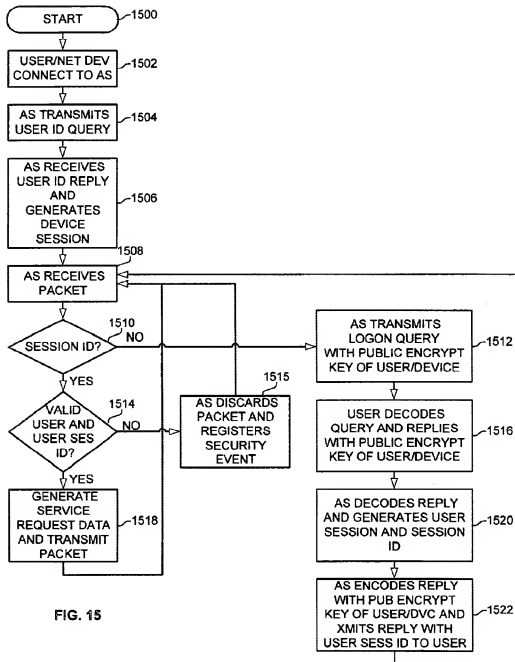 START
1500
USER/NET DEV
CONNECT TO AS
1502
AS TRANSMITS
USER ID QUERY
1504
AS RECEIVES
USER ID REPLY
AND
GENERATES
DEVICE
SESSION
1506
1508
AS RECEIVES
PACKET
1510
SESSION ID?
NO
YES
AS TRANSMITS
LOGON QUERY
WITH PUBLIC ENCRYPT
KEY OF USER/DEVICE
1512
1514
VALID
USER AND
USER SES
ID?
NO
YES
1515
AS DISCARDS
PACKET AND
REGISTERS
SECURITY
EVENT
USER DECODES
QUERY AND REPLIES
WITH PUBLIC ENCRYPT
KEY OF USER/DEVICE
1516
GENERATE
SERVICE
REQUEST DATA
AND TRANSMIT
PACKET
1518
AS DECODES REPLY
AND GENERATES USER
SESSION AND SESSION
ID
1520
AS ENCODES REPLY
WITH PUB ENCRYPT
KEY OF USER/DVC AND
XMITS REPLY WITH
USER SESS ID TO USER
1522
FIG. 15